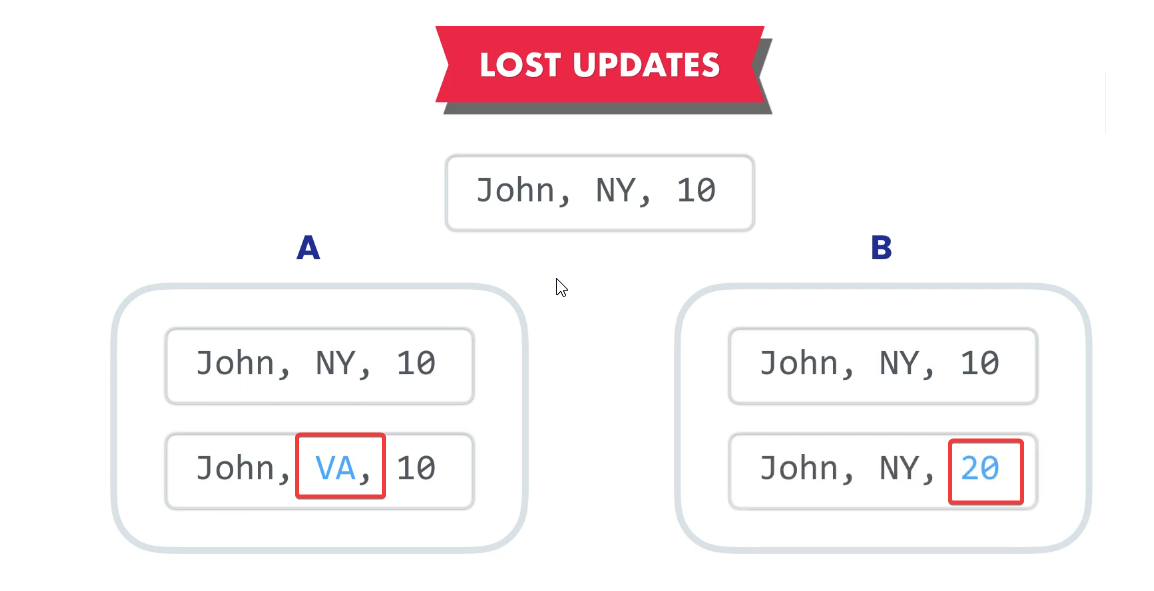 LOST UPDATES
John, NY, 10
A
B
John, NY, 10
John, VA, 10
John, NY, 10
John, NY, 20